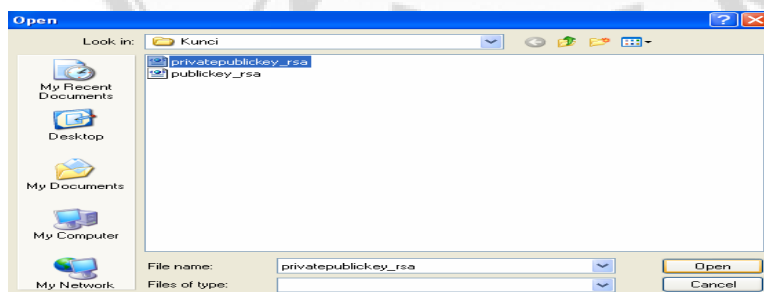 Open
Look in: Kunci
privatepublickey_rsa
publickey_rsa
My Recent
Documents
Desktop
My Documents
My Computer
My Network
File name: privatepublickey_rsa Open
Files of type: Cancel